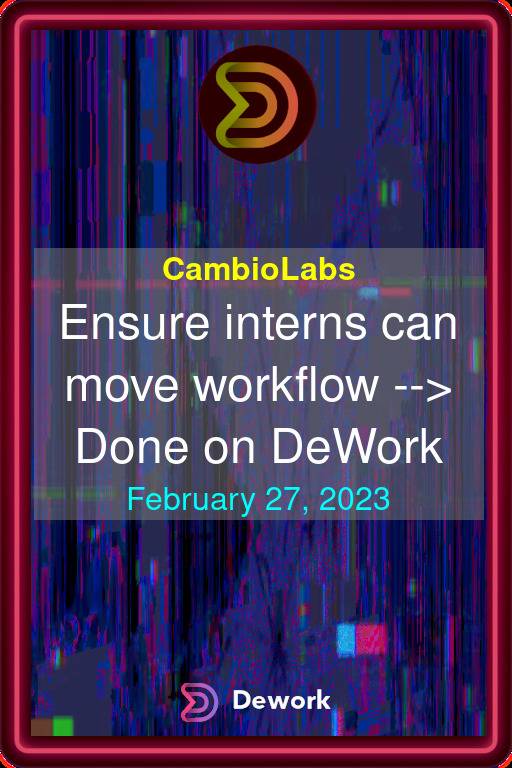 CambioLabs
Ensure interns can
move workflow -->
Done on DeWork
February 27, 2023
Dework